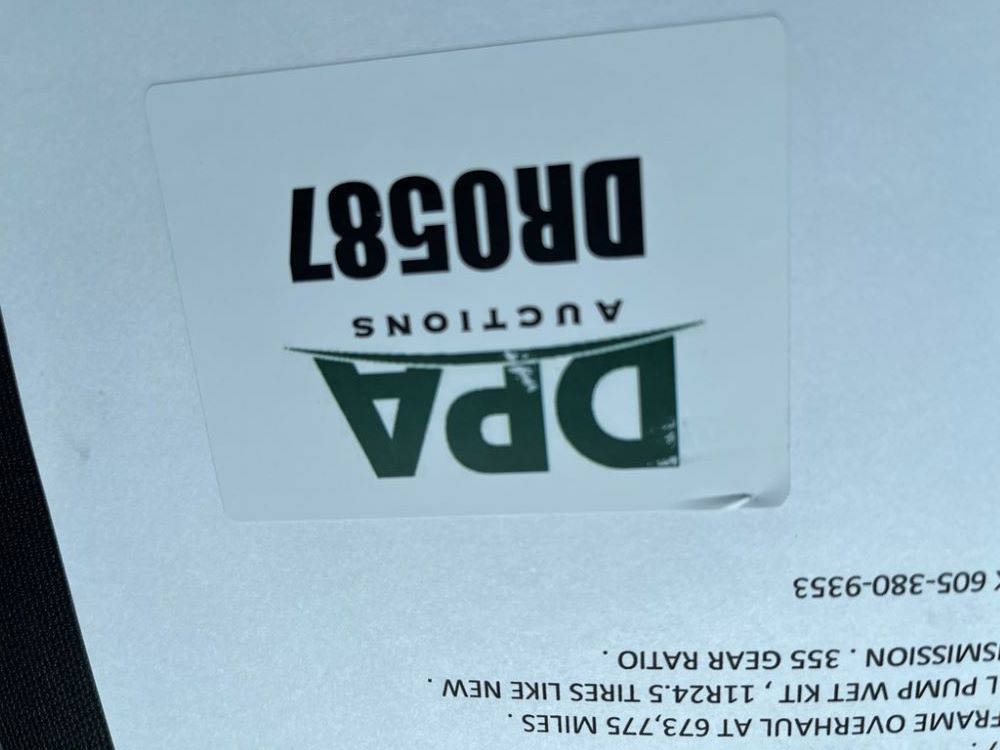 FRAME OVERHAUL AT 673,775 MILES .
PUMP WET KIT , 11R24.5 TIRES LIKE NEW .
SMISSION . 355 GEAR RATIO .
605-380-9353
DPA
AUCTIONS
DR0587